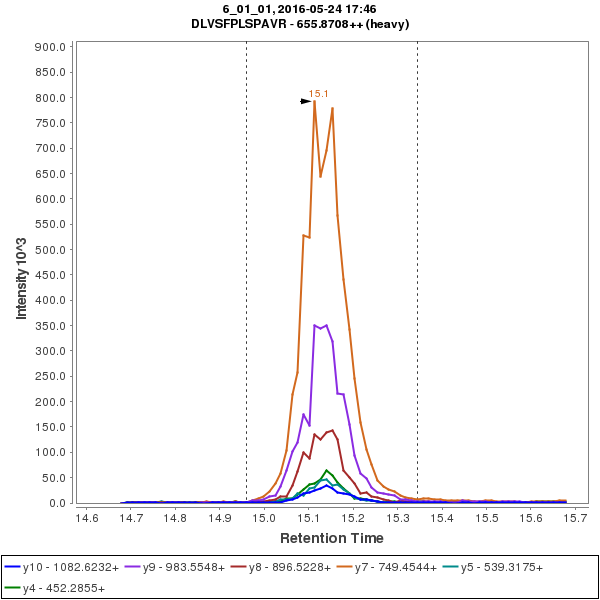 6_01_01, 2016-05-24 17:46
DLVSFPLSPAVR - 655.8708++ (heavy)
Intensity 10^3
900.0
850.0
800.0
750.0
700.0
650.0
600.0
550.0
500.0
450.0
400.0
350.0
300.0
250.0
200.0
150.0
100.0
50.0
0.0
15.1
14.6 14.7 14.8 14.9 15.0 15.1 15.2 15.3 15.4 15.5 15.6 15.7
Retention Time
y10 - 1082.6232+ y9 - 983.5548+ y8 - 896.5228+ y7 - 749.4544+ y5 - 539.3175+
y4 - 452.2855+